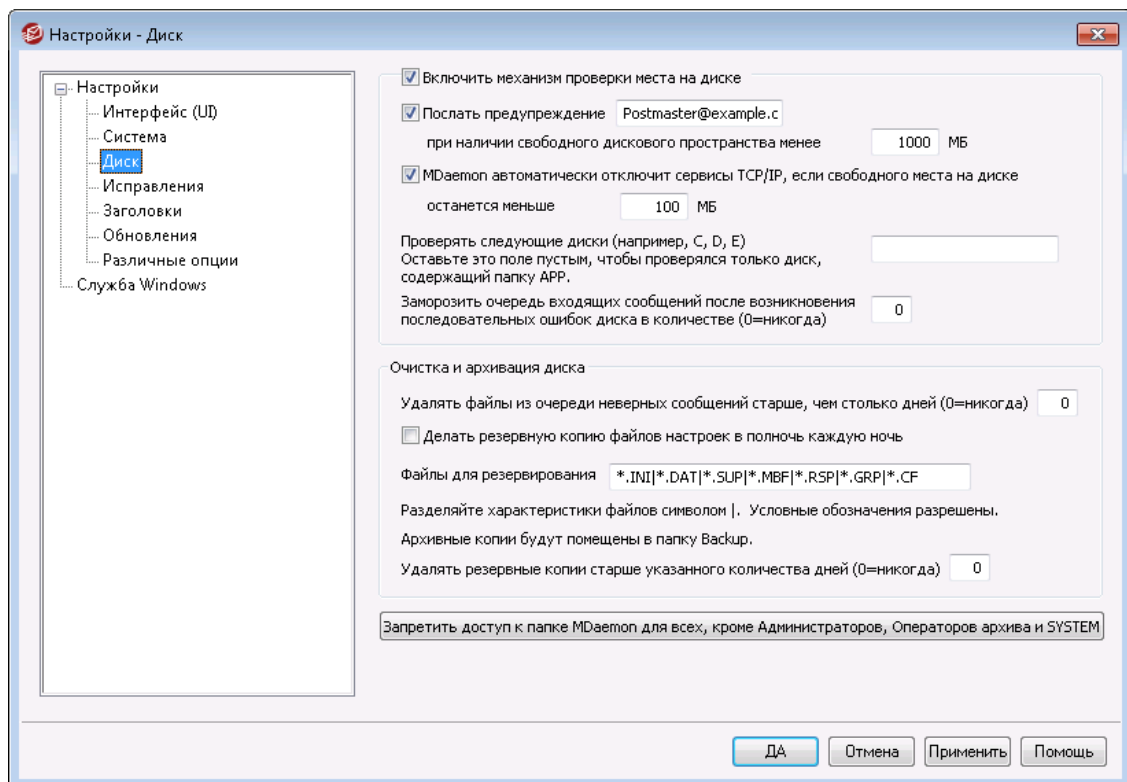 Настройки - Диск
Настройки
Интерфейс (UI)
Система
Диск
Исправления
Заголовки
Обновления
Различные опции
Служба Windows
Включить механизм проверки места на диске
Послать предупреждение Postmaster@example.c
при наличии свободного дискового пространства менее 1000 МБ
MDaemon автоматически отключит сервисы TCP/IP, если свободного места на диске
останется меньше 100 МБ
Проверять следующие диски (например, C, D, E)
Оставьте это поле пустым, чтобы проверялся только диск,
содержащий папку APP.
Заморозить очередь входящих сообщений после возникновения
последовательных ошибок диска в количестве (0=никогда) 0
Очистка и архивация диска
Удалять файлы из очереди неверных сообщений старше, чем столько дней (0=никогда) 0
Делать резервную копию файлов настроек в полночь каждую ночь
Файлы для резервирования *.INI|*.DAT|*.SUP|*.MBF|*.RSP|*.GRP|*.CF
Разделяйте характеристики файлов символом |. Условные обозначения разрешены.
Архивные копии будут помещены в папку Backup.
Удалять резервные копии старше указанного количества дней (0=никогда) 0
Запретить доступ к папке MDaemon для всех, кроме Администраторов, Операторов архива и SYSTEM
ДА Отмена Применить Помощь